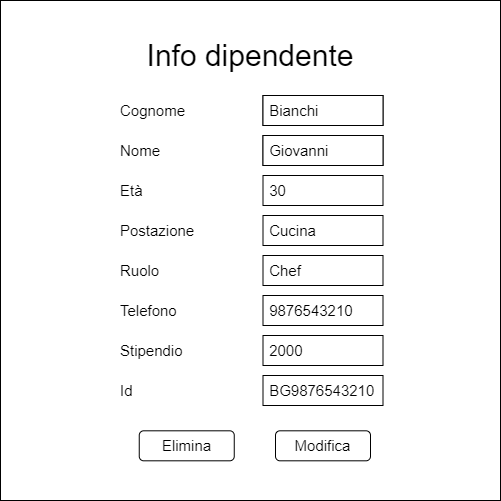 Info dipendente
Cognome Bianchi
Nome Giovanni
Età 30
Postazione Cucina
Ruolo Chef
Telefono 9876543210
Stipendio 2000
Id BG9876543210
Elimina Modifica